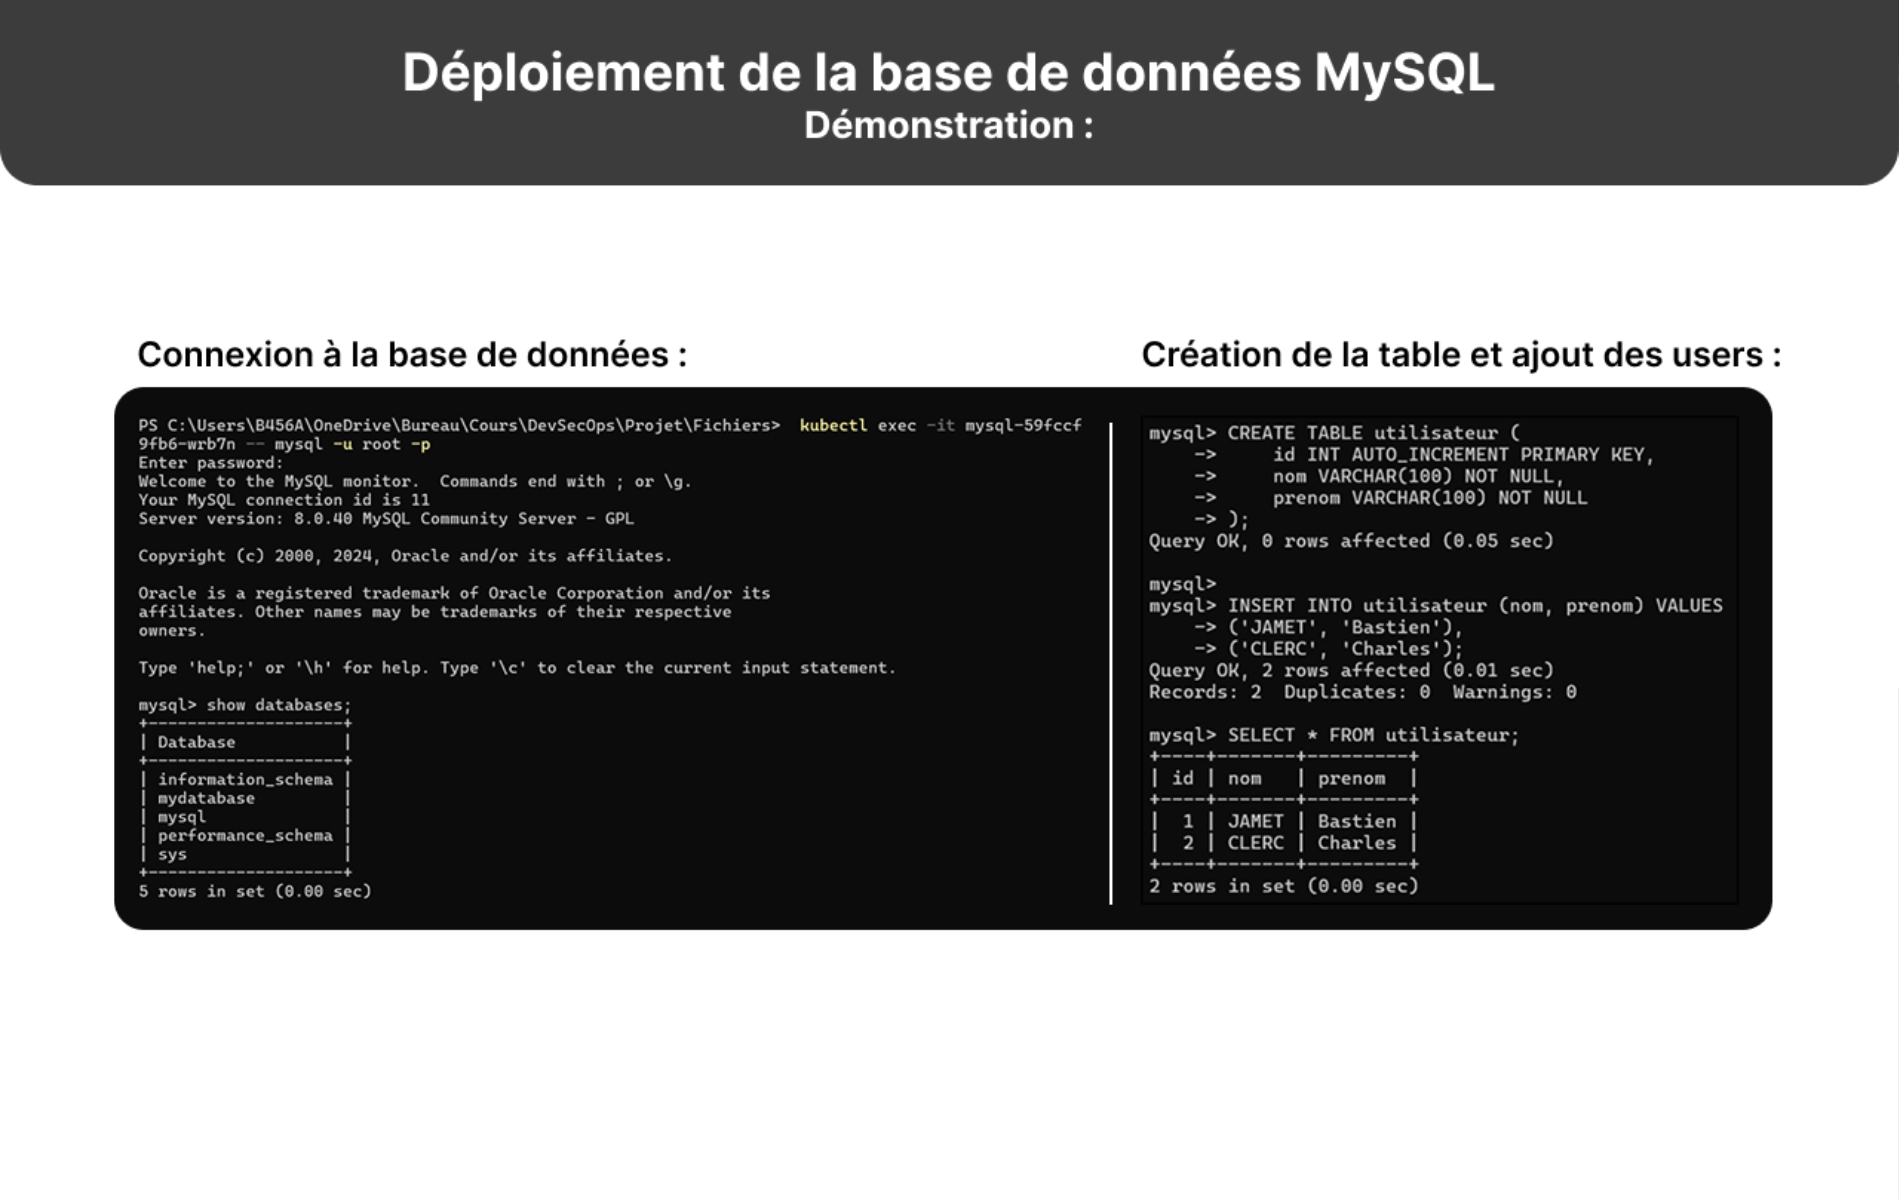 Déploiement de la base de données MySQL
Démonstration :
Connexion à la base de données :
PS C:\Users\B456A\OneDrive\Bureau\Cours\DevSecOps\Projet\Fichiers>  kubectl exec -it mysql-59fccf
9fb6-wrb7n -- mysql -u root -p
Enter password:
Welcome to the MySQL monitor.  Commands end with ; or \g.
Your MySQL connection id is 11
Server version: 8.0.40 MySQL Community Server - GPL
Copyright (c) 2000, 2024, Oracle and/or its affiliates.
Oracle is a registered trademark of Oracle Corporation and/or its
affiliates. Other names may be trademarks of their respective
owners.
Type 'help;' or '\h' for help. Type '\c' to clear the current input statement.
mysql> show databases;
+--------------------+
| Database           |
+--------------------+
| information_schema |
| mydatabase         |
| mysql              |
| performance_schema |
| sys                |
+--------------------+
5 rows in set (0.00 sec)
Création de la table et ajout des users :
mysql> CREATE TABLE utilisateur (
    ->     id INT AUTO_INCREMENT PRIMARY KEY,
    ->     nom VARCHAR(100) NOT NULL,
    ->     prenom VARCHAR(100) NOT NULL
    -> );
Query OK, 0 rows affected (0.05 sec)
mysql>
mysql> INSERT INTO utilisateur (nom, prenom) VALUES
    -> ('JAMET', 'Bastien'),
    -> ('CLERC', 'Charles');
Query OK, 2 rows affected (0.01 sec)
Records: 2  Duplicates: 0  Warnings: 0
mysql> SELECT * FROM utilisateur;
+----+-------+---------+
| id | nom   | prenom  |
+----+-------+---------+
|  1 | JAMET | Bastien |
|  2 | CLERC | Charles |
+----+-------+---------+
2 rows in set (0.00 sec)